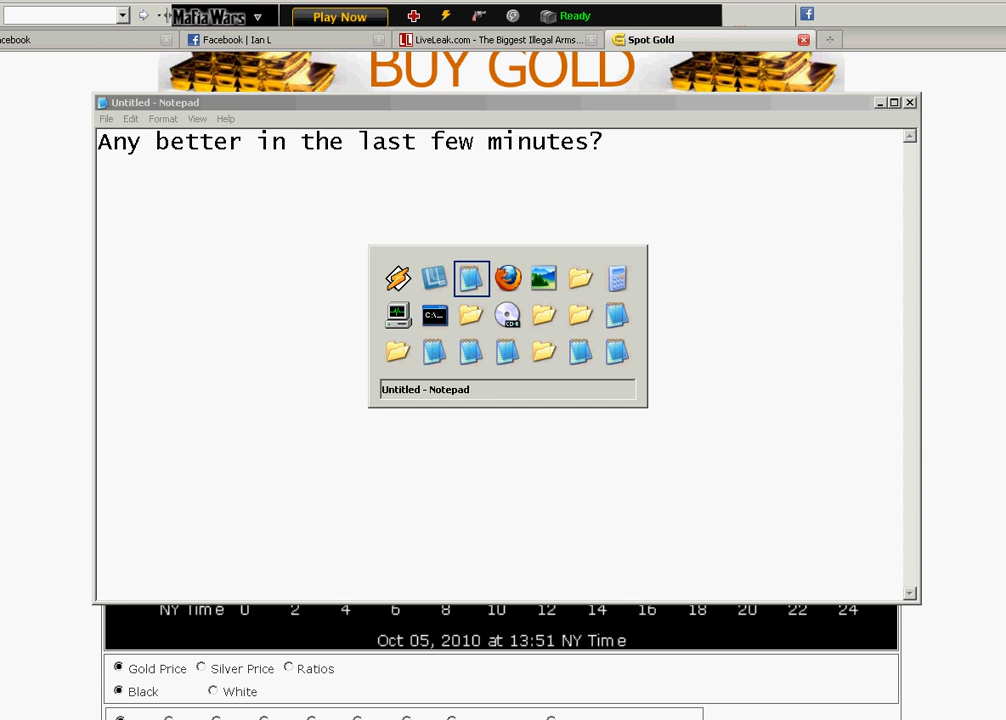 MafiaWars Play Now Ready
acebook Facebook | Ian L LiveLeak.com - The Biggest Illegal Arms... Spot Gold
BUY GOLD
Untitled - Notepad
File Edit Format View Help
Any better in the last few minutes?
C:\_
CD-R
Untitled - Notepad
NY Time 0 2 4 6 8 10 12 14 16 18 20 22 24
Oct 05, 2010 at 13:51 NY Time
Gold Price Silver Price Ratios
Black White